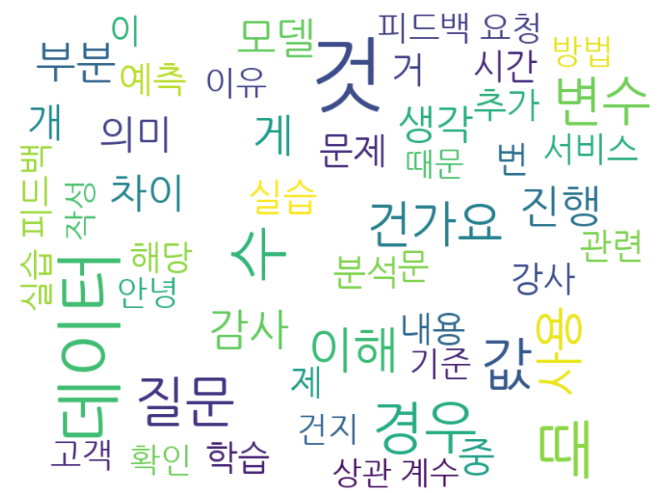 이
모델
것
피드백 요청
부분
예측
이유
거
시간
방법
개
의미
게
문제
생각
추가
변수
때문
번
서비스
피드백
작성
차이
실습
건가요
진행
수
관련
실습
데이터
해당
안녕
분석
문
강사
감사
이해
내용
기준
값
사용
질문
제
건지
경우
중
때
고객
확인
학습
상관 계수